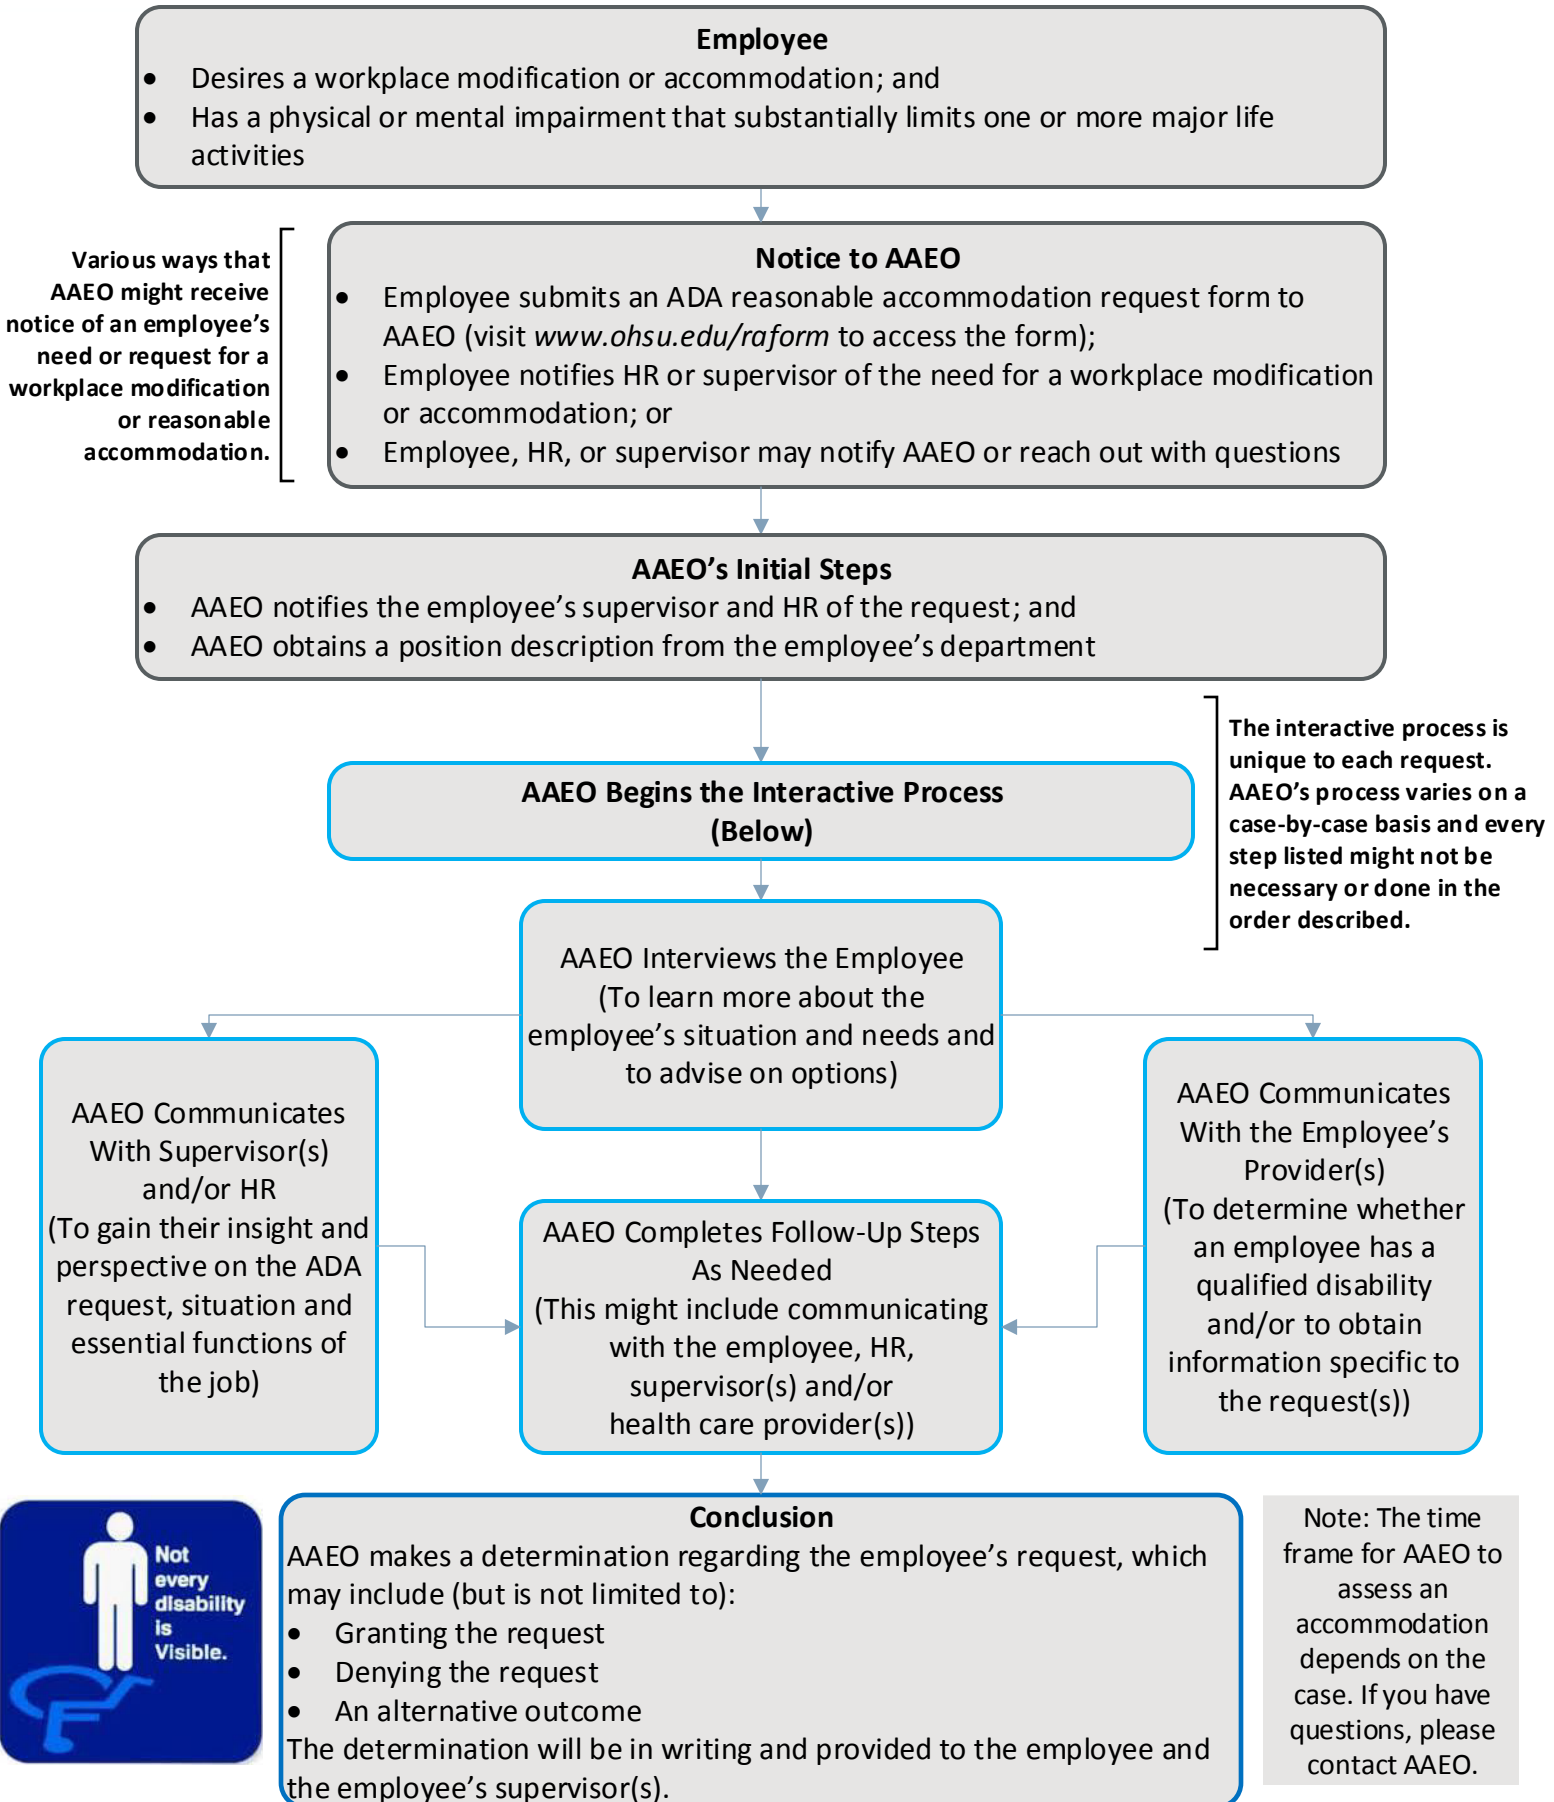 Employee
• Desires a workplace modification or accommodation; and
• Has a physical or mental impairment that substantially limits one or more major life
activities
Various ways that
AAEO might receive
notice of an employee’s
need or request for a
workplace modification
or reasonable
accommodation.
Notice to AAEO
• Employee submits an ADA reasonable accommodation request form to
AAEO (visit www.ohsu.edu/raform to access the form);
• Employee notifies HR or supervisor of the need for a workplace modification
or accommodation; or
• Employee, HR, or supervisor may notify AAEO or reach out with questions
AAEO’s Initial Steps
• AAEO notifies the employee’s supervisor and HR of the request; and
• AAEO obtains a position description from the employee’s department
The interactive process is
unique to each request.
AAEO’s process varies on a
case-by-case basis and every
step listed might not be
necessary or done in the
order described.
AAEO Begins the Interactive Process
(Below)
AAEO Interviews the Employee
(To learn more about the
employee’s situation and needs and
to advise on options)
AAEO Communicates
With Supervisor(s)
and/or HR
(To gain their insight and
perspective on the ADA
request, situation and
essential functions of
the job)
AAEO Completes Follow-Up Steps
As Needed
(This might include communicating
with the employee, HR,
supervisor(s) and/or
health care provider(s))
AAEO Communicates
With the Employee’s
Provider(s)
(To determine whether
an employee has a
qualified disability
and/or to obtain
information specific to
the request(s))
Not
every
disability
is
Visible.
Conclusion
AAEO makes a determination regarding the employee’s request, which
may include (but is not limited to):
• Granting the request
• Denying the request
• An alternative outcome
The determination will be in writing and provided to the employee and
the employee’s supervisor(s).
Note: The time
frame for AAEO to
assess an
accommodation
depends on the
case. If you have
questions, please
contact AAEO.